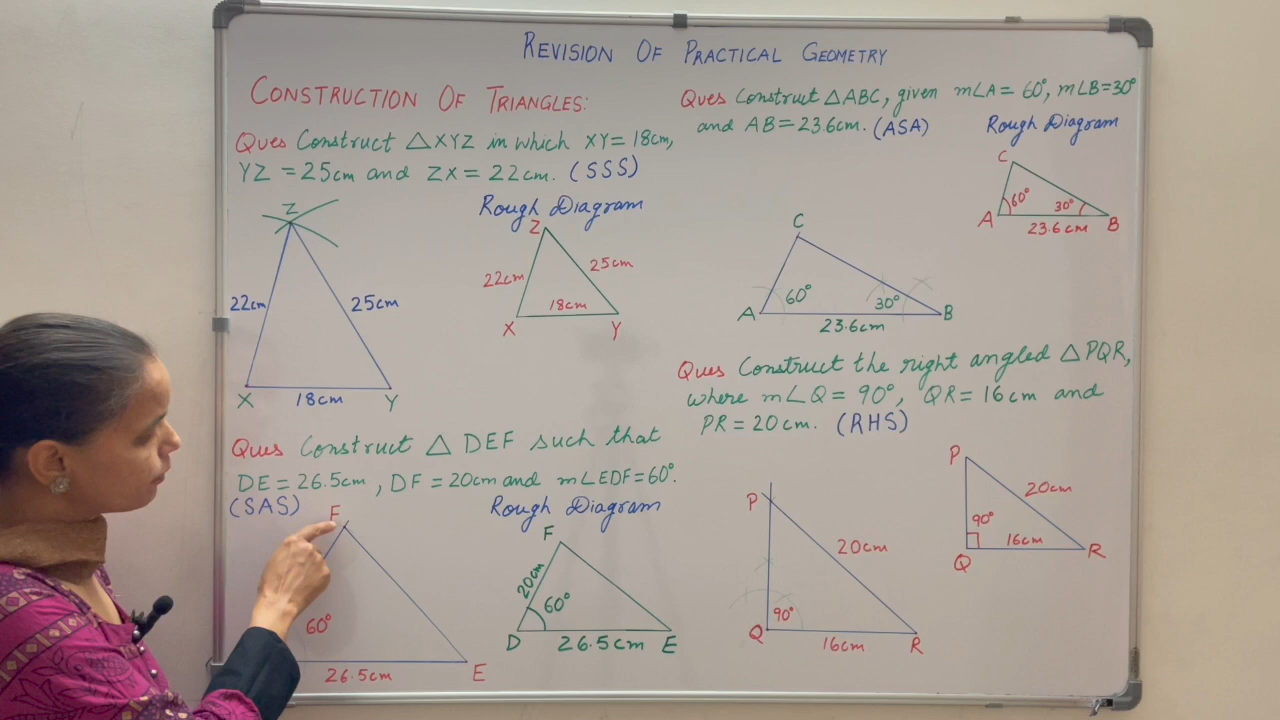 REVISION OF PRACTICAL GEOMETRY
CONSTRUCTION OF TRIANGLES:
Ques Construct △XYZ in which XY = 18cm,
YZ = 25cm and ZX = 22cm. (SSS)
Rough Diagram
Z
22cm
25cm
X
18cm
Y
Z
22cm
25cm
18cm
X
Y
Ques Construct △ DEF such that
DE = 26.5cm, DF = 20cm and m∠EDF=60°.
(SAS)
Rough Diagram
F
60°
26.5cm
E
F
20cm
60°
D
26.5cm
E
Ques Construct △ABC, given m∠A = 60°, m∠B=30°
and AB = 23.6cm. (ASA)
Rough Diagram
C
60°
30°
A
23.6cm
B
C
60°
30°
A
B
23.6cm
Ques Construct the right angled △PQR,
where m∠Q = 90°, QR = 16cm and
PR = 20cm. (RHS)
P
20cm
90°
16cm
Q
R
P
20cm
90°
Q
16cm
R